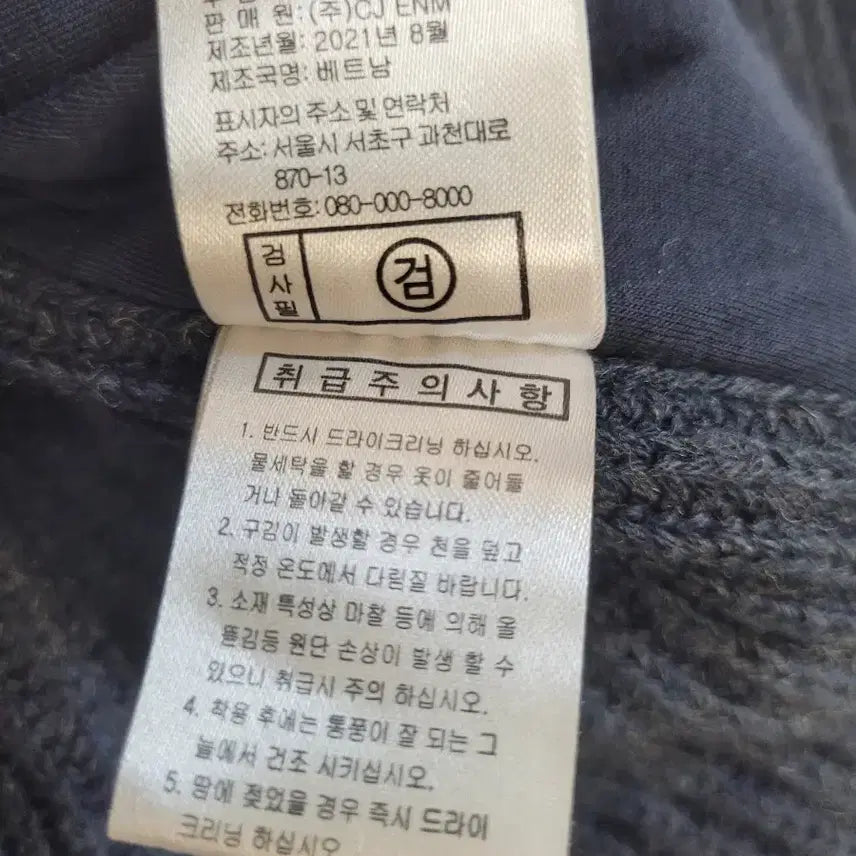 판 매 원:(주)CJ ENM
제조년월: 2021년 8월
제조국명: 베트남
표시자의 주소 및 연락처
주소: 서울시 서초구 과천대로
870-13
전화번호: 080-000-8000
검사필
검
취급주의사항
1. 반드시 드라이크리닝 하십시오.
물세탁을 할 경우 옷이 줄어들
거나 돌아갈 수 있습니다.
2. 구김이 발생할 경우 천을 덮고
적정 온도에서 다림질 바랍니다.
3. 소재 특성상 마찰 등에 의해 올
뜯김등 원단 손상이 발생 할 수
있으니 취급시 주의 하십시오.
4. 착용 후에는 통풍이 잘 되는 그
늘에서 건조 시키십시오.
5. 땀에 젖었을 경우 즉시 드라이
크리닝 하십시오